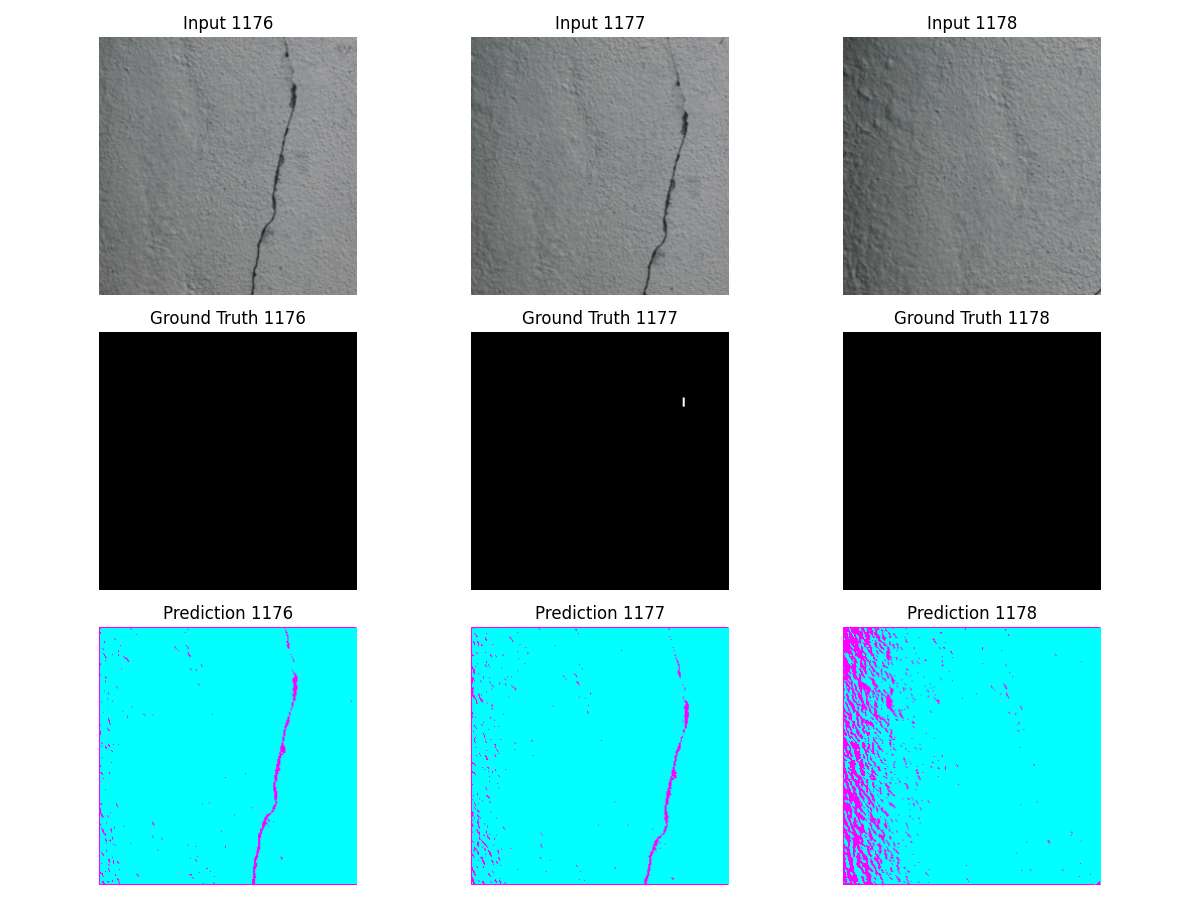 Input 1176
Input 1177
Input 1178
Ground Truth 1176
Ground Truth 1177
Ground Truth 1178
Prediction 1176
Prediction 1177
Prediction 1178